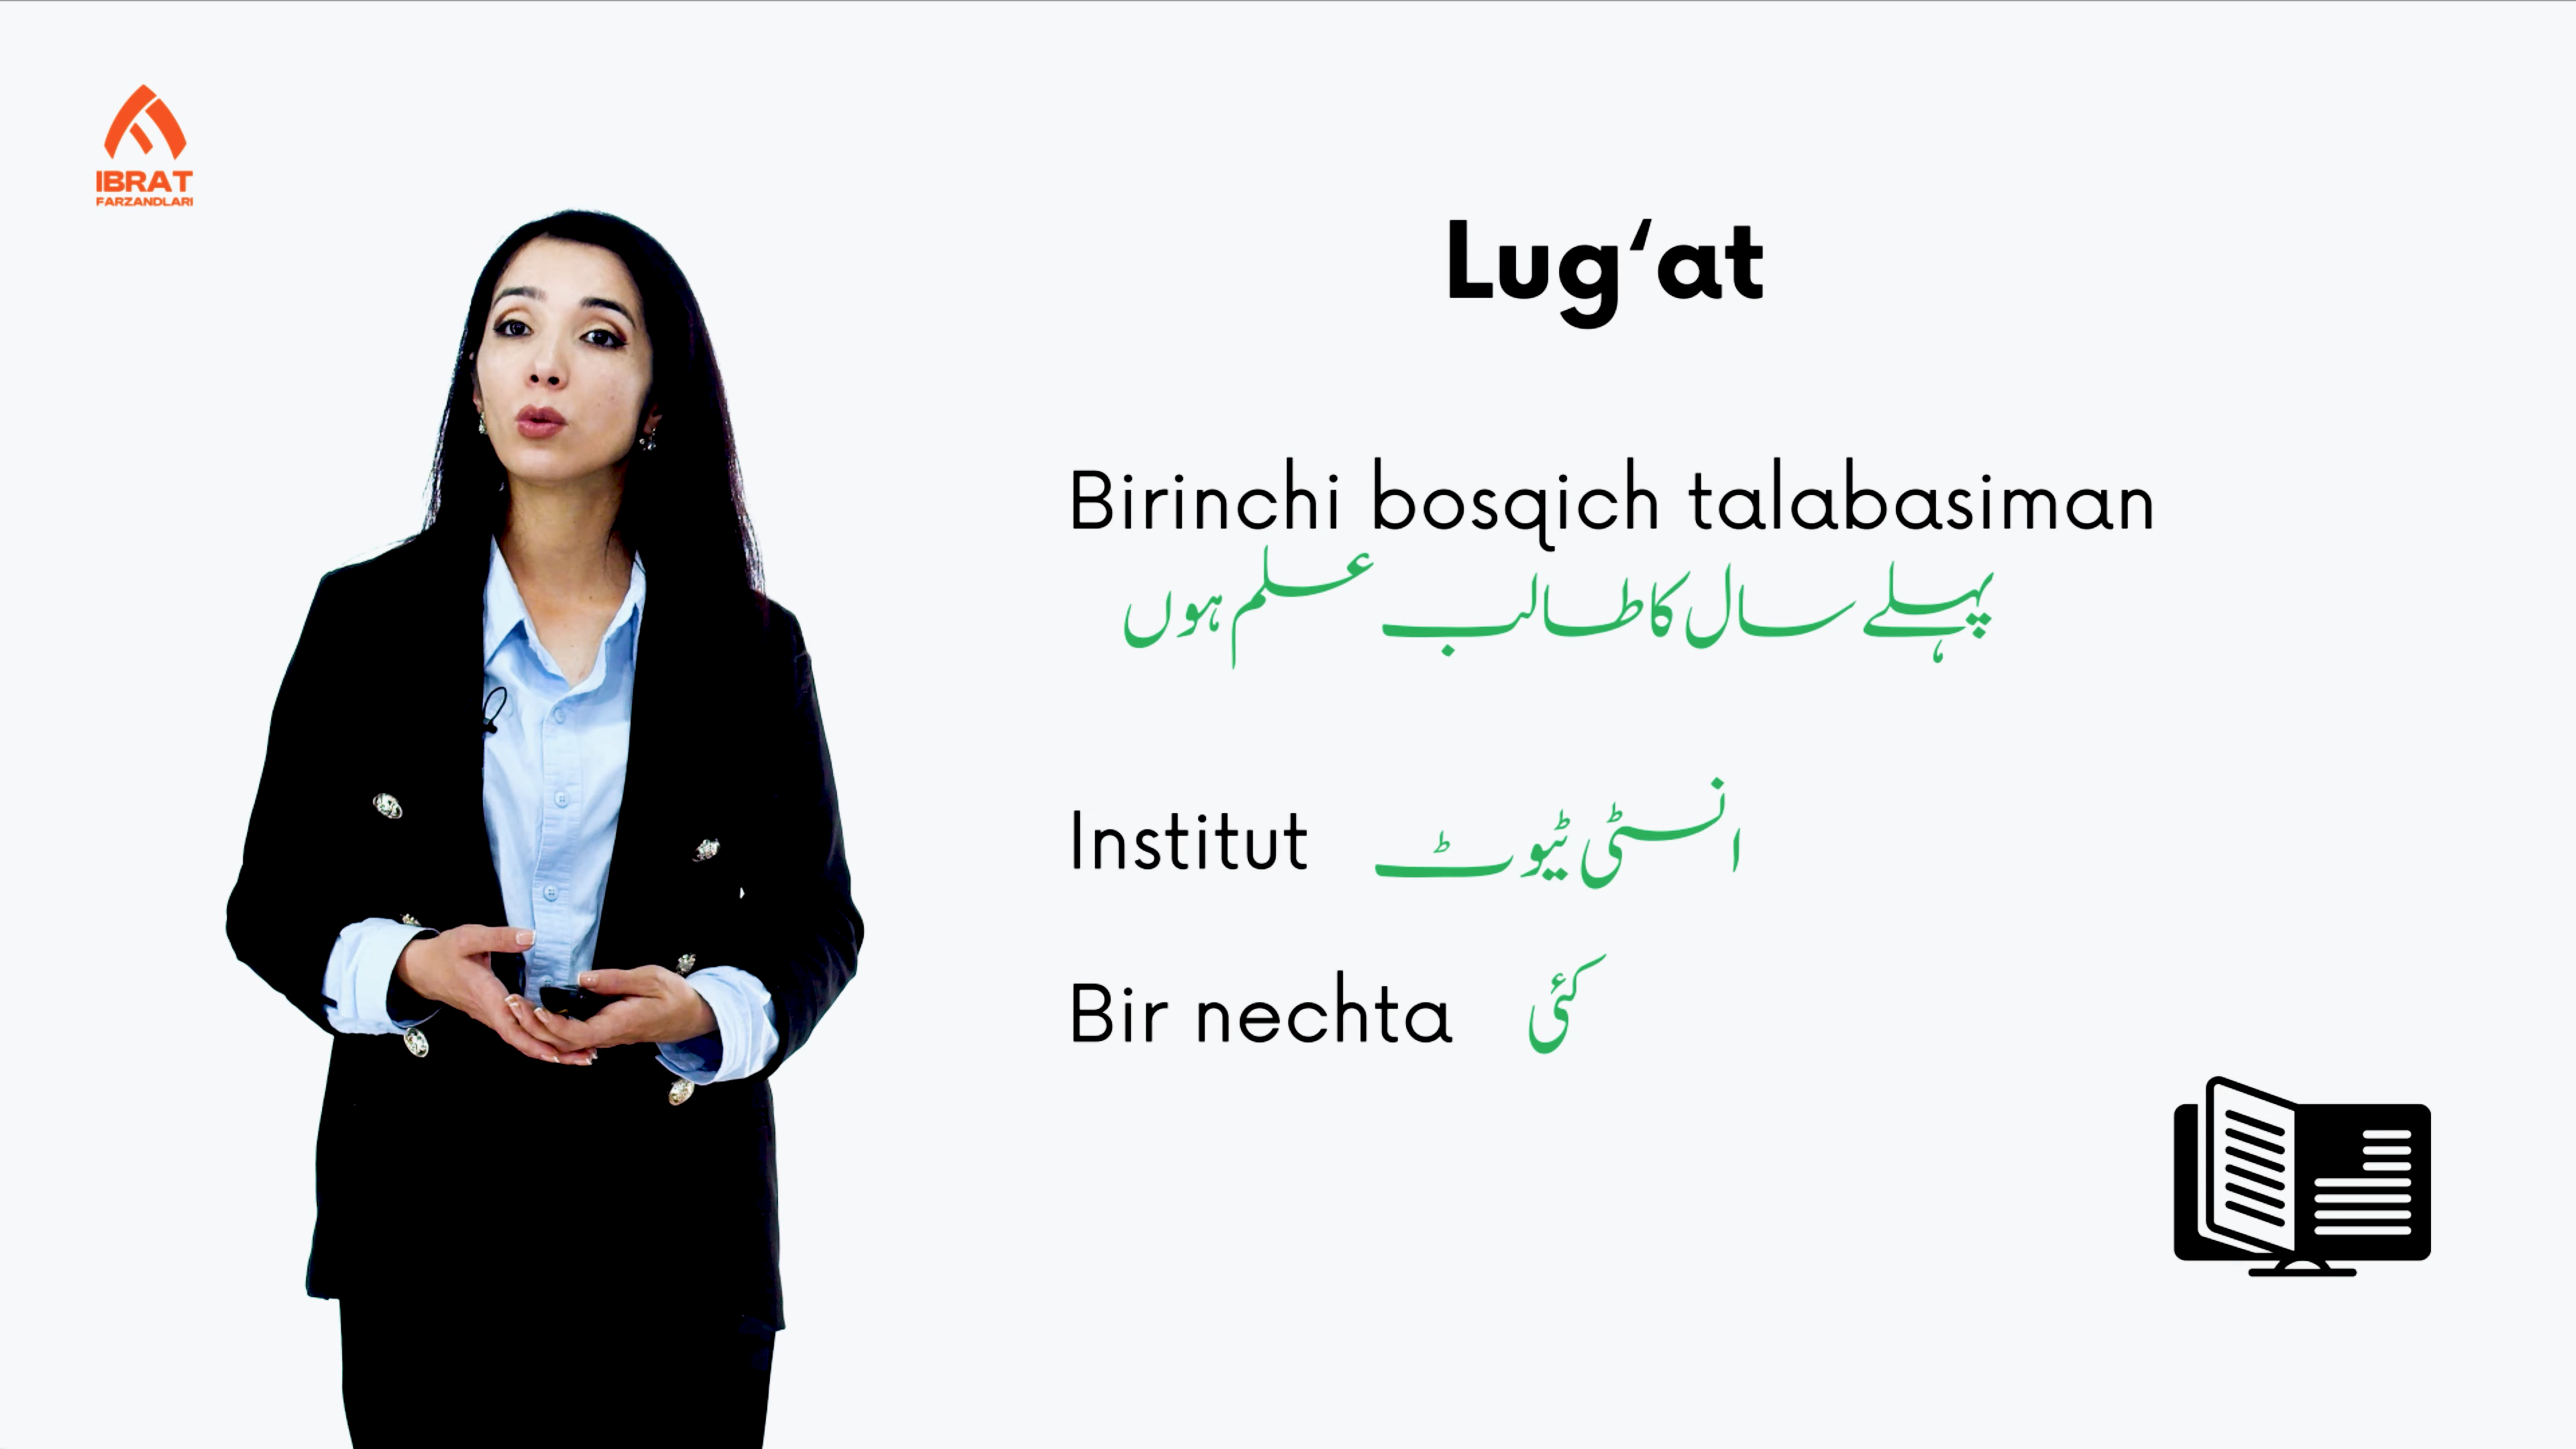 IBRAT
FARZANDLARI
Lug‘at
Birinchi bosqich talabasiman
پہلے سال کا طالب علم ہوں
Institut انسٹی ٹیوٹ
Bir nechta کئی